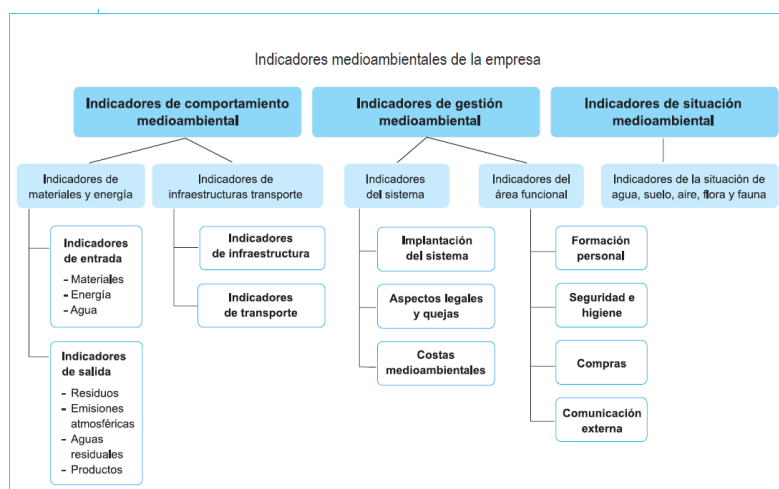 Indicadores medioambientales de la empresa
Indicadores de comportamiento
medioambiental
Indicadores de gestión
medioambiental
Indicadores de situación
medioambiental
Indicadores de
materiales y energía
Indicadores de
infraestructuras transporte
Indicadores
del sistema
Indicadores del
área funcional
Indicadores de la situación de
agua, suelo, aire, flora y fauna
Indicadores
de entrada
- Materiales
- Energía
- Agua
Indicadores
de salida
- Residuos
- Emisiones
atmosféricas
- Aguas
residuales
- Productos
Indicadores
de infraestructura
Indicadores
de transporte
Implantación
del sistema
Aspectos legales
y quejas
Costas
medioambientales
Formación
personal
Seguridad e
higiene
Compras
Comunicación
externa